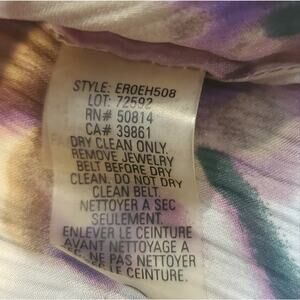 STYLE: ER0EH508
LOT: 72592
RN# 50814
CA# 39861
DRY CLEAN ONLY.
REMOVE JEWELRY
BELT BEFORE DRY
CLEAN. DO NOT DRY
CLEAN BELT.
NETTOYER A SEC
SEULEMENT.
ENLEVER LE CEINTURE
AVANT NETTOYAGE A
NE PAS NETTOYER
LE CEINTURE.